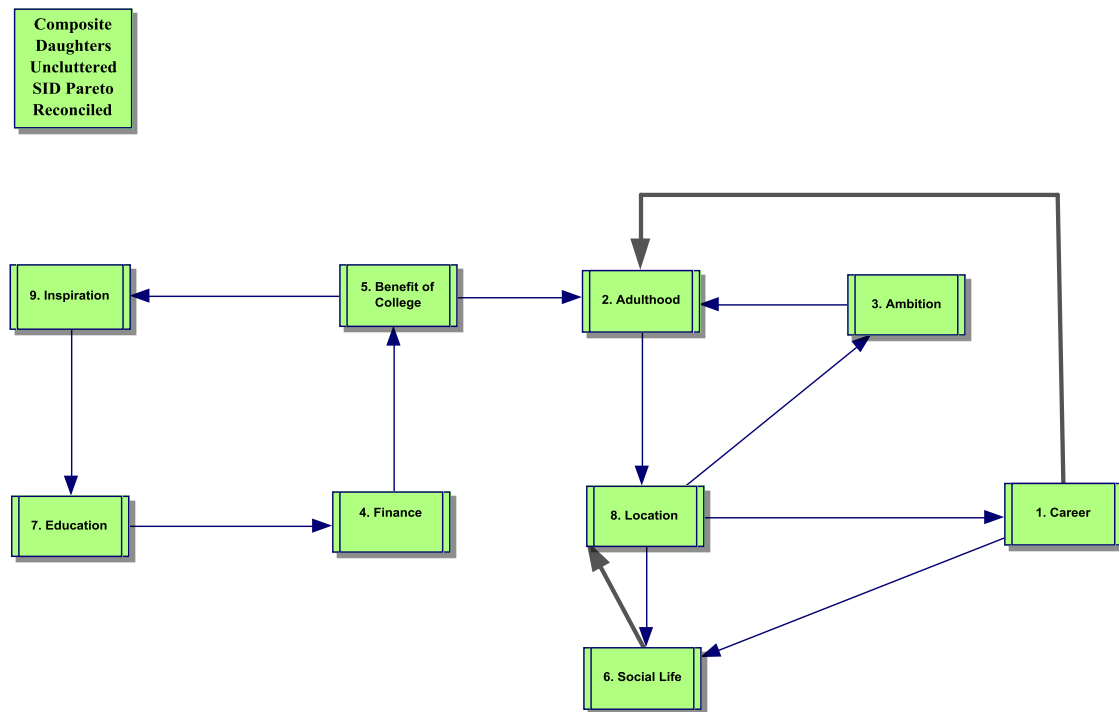 Composite
Daughters
Uncluttered
SID Pareto
Reconciled
9. Inspiration
5. Benefit of
College
2. Adulthood
3. Ambition
7. Education
4. Finance
8. Location
1. Career
6. Social Life